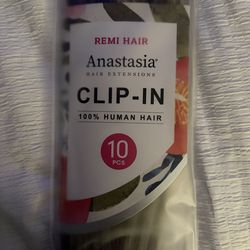 REMI HAIR
Anastasia®
HAIR EXTENSIONS
CLIP-IN
100% HUMAN HAIR
10
PCS